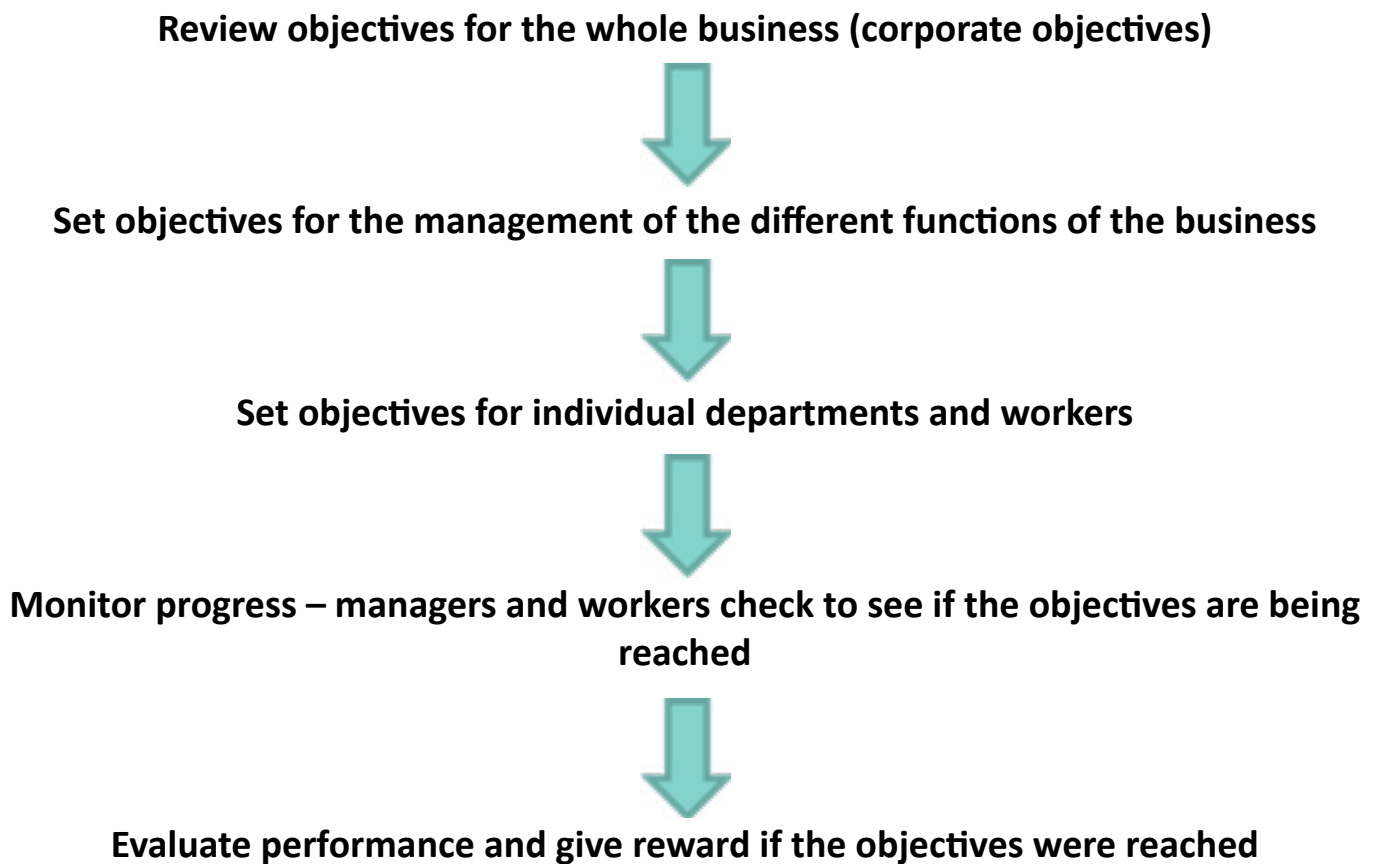 Review objectives for the whole business (corporate objectives)
Set objectives for the management of the different functions of the business
Set objectives for individual departments and workers
Monitor progress – managers and workers check to see if the objectives are being
reached
Evaluate performance and give reward if the objectives were reached